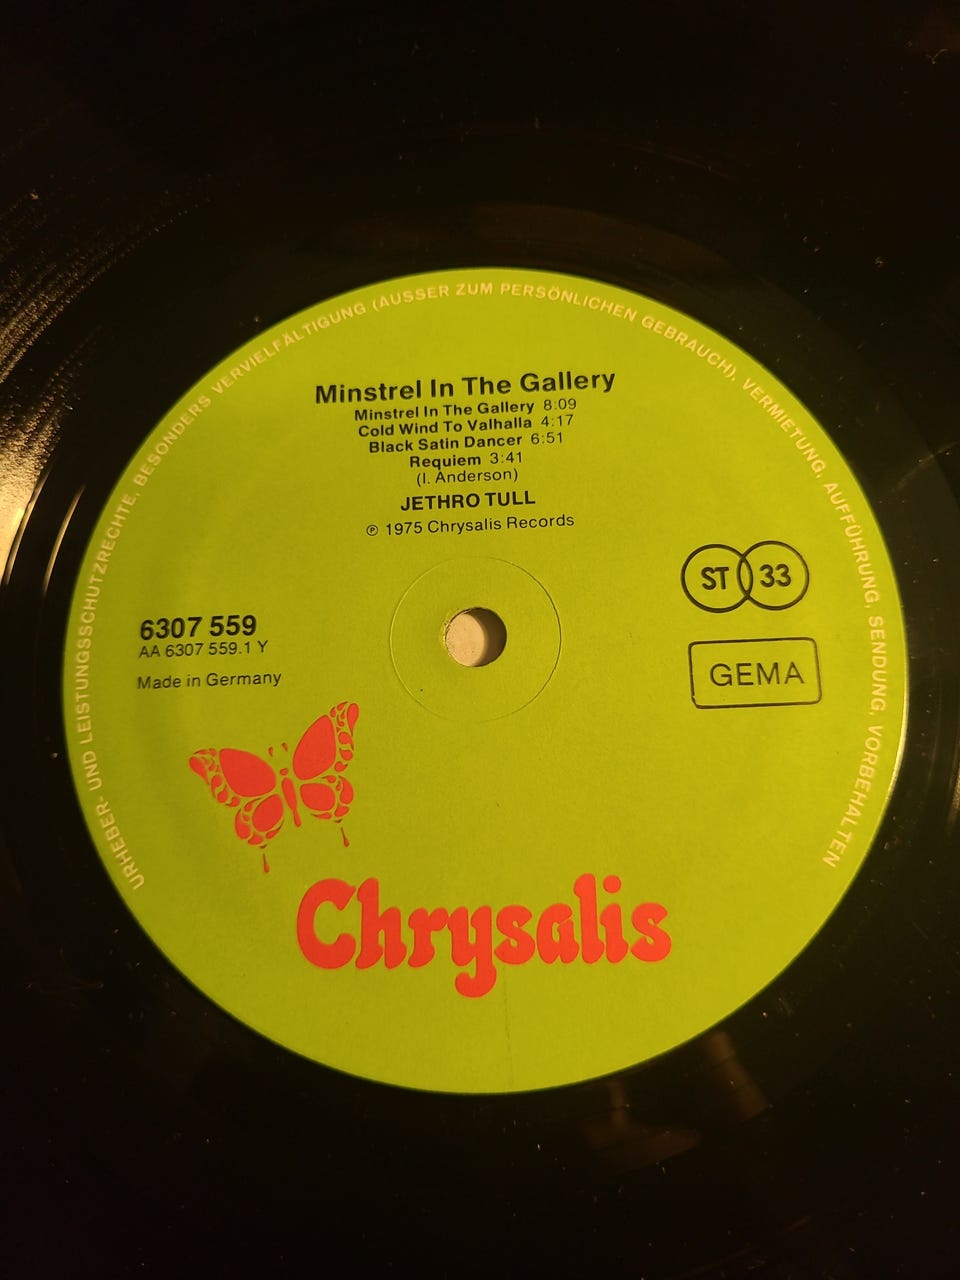 URHEBER- UND LEISTUNGSSCHUTZRECHTE, BESONDERS VERVIELFÄLTIGUNG (AUSSER ZUM PERSÖNLICHEN GEBRAUCH), VERMIETUNG, AUFFÜHRUNG, SENDUNG, VORBEHALTEN
Minstrel In The Gallery
Minstrel In The Gallery 8:09
Cold Wind To Valhalla 4:17
Black Satin Dancer 6:51
Requiem 3:41
(I. Anderson)
JETHRO TULL
℗ 1975 Chrysalis Records
ST 33
6307 559
AA 6307 559.1 Y
Made in Germany
GEMA
Chrysalis